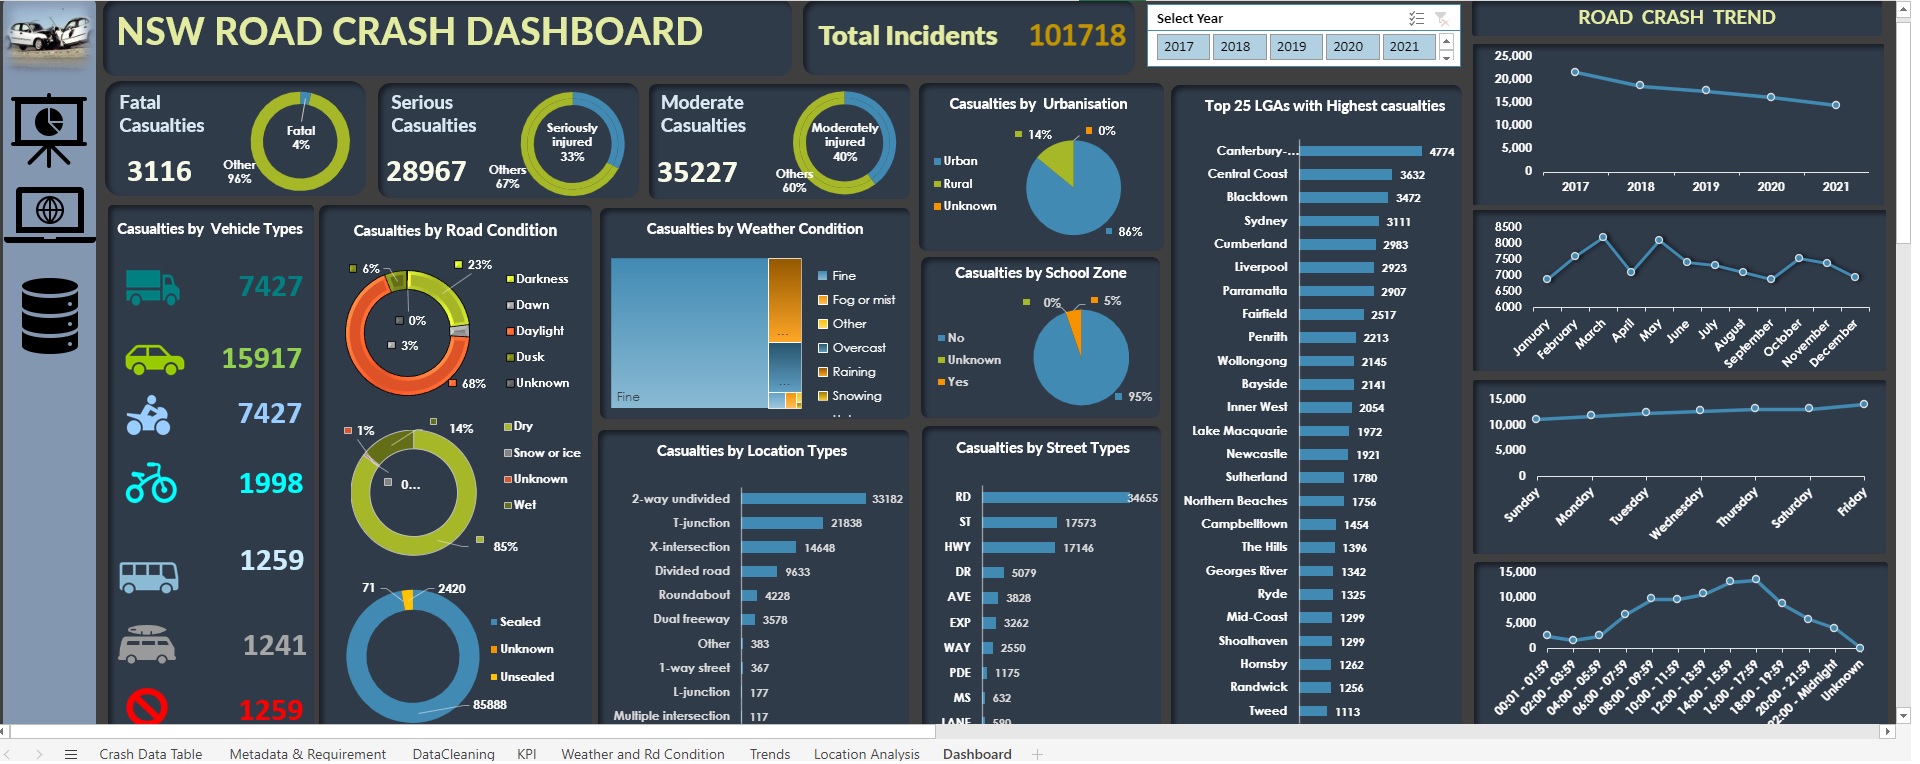 NSW ROAD CRASH DASHBOARD
Total Incidents 101718
Select Year
2017 2018 2019 2020 2021
ROAD CRASH TREND
Fatal
Casualties
3116
Fatal
4%
Other
96%
Serious
Casualties
28967
Seriously
injured
33%
Others
67%
Moderate
Casualties
35227
Moderately
injured
40%
Others
60%
Casualties by Urbanisation
14%
0%
Urban
Rural
Unknown
86%
Top 25 LGAs with Highest casualties
Canterbury-... 4774
Central Coast 3632
Blacktown 3472
Sydney 3111
Cumberland 2983
Liverpool 2923
Parramatta 2907
Fairfield 2517
Penrith 2213
Wollongong 2145
Bayside 2141
Inner West 2054
Lake Macquarie 1972
Newcastle 1921
Sutherland 1780
Northern Beaches 1756
Campbelltown 1454
The Hills 1396
Georges River 1342
Ryde 1325
Mid-Coast 1299
Shoalhaven 1299
Hornsby 1262
Randwick 1256
Tweed 1113
25,000
20,000
15,000
10,000
5,000
0
2017 2018 2019 2020 2021
8500
8000
7500
7000
6500
6000
January February March April May June July August September October November December
15,000
10,000
5,000
0
Sunday Monday Tuesday Wednesday Thursday Saturday Friday
15,000
10,000
5,000
0
00:01 - 01:59
02:00 - 03:59
04:00 - 05:59
06:00 - 07:59
08:00 - 09:59
10:00 - 11:59
12:00 - 13:59
14:00 - 15:59
16:00 - 17:59
18:00 - 19:59
20:00 - 21:59
22:00 - Midnight
Unknown
Casualties by Vehicle Types
7427
15917
7427
1998
1259
1241
1259
Casualties by Road Condition
6%
23%
0%
3%
68%
Darkness
Dawn
Daylight
Dusk
Unknown
1%
14%
0...
85%
Dry
Snow or ice
Unknown
Wet
71
2420
85888
Sealed
Unknown
Unsealed
Casualties by Weather Condition
Fine
...
...
Fine
Fog or mist
Other
Overcast
Raining
Snowing
Casualties by School Zone
0%
5%
No
Unknown
Yes
95%
Casualties by Location Types
2-way undivided 33182
T-junction 21838
X-intersection 14648
Divided road 9633
Roundabout 4228
Dual freeway 3578
Other 383
1-way street 367
L-junction 177
Multiple intersection 117
Casualties by Street Types
RD 34655
ST 17573
HWY 17146
DR 5079
AVE 3828
EXP 3262
WAY 2550
PDE 1175
MS 632
LANE 590
Crash Data Table Metadata & Requirement DataCleaning KPI Weather and Rd Condition Trends Location Analysis Dashboard